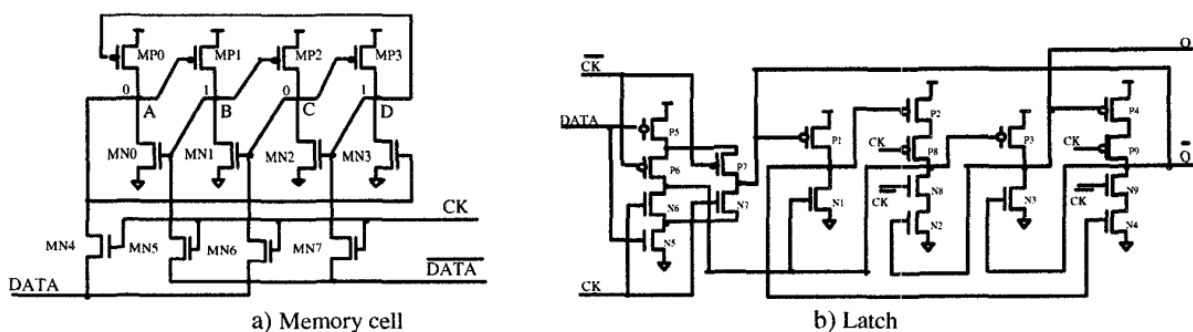 MP0 MP1 MP2 MP3
0 A 1 B 0 C 1 D
MN0 MN1 MN2 MN3
CK
MN4 MN5 MN6 MN7
DATA
DATA
a) Memory cell
Q
CK
P2 P4
DATA P5 P1 CK P3 CK
P6 P7 P8 P9
Q
N6 N7 N1 N8 N3 N9
CK CK
N5 N2 N4
CK
b) Latch